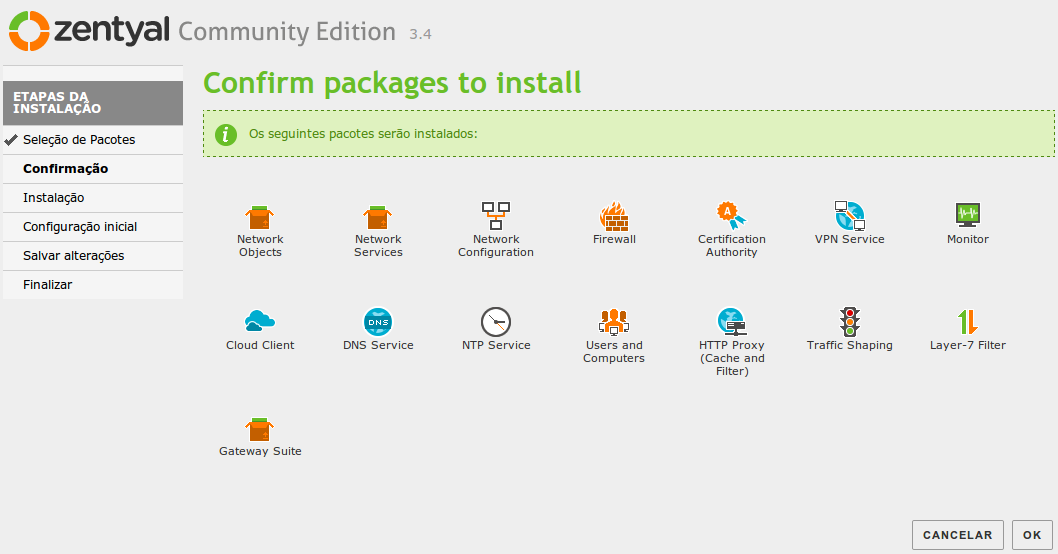 zentyal Community Edition 3.4
ETAPAS DA
INSTALAÇÃO
Seleção de Pacotes
Confirmação
Instalação
Configuração inicial
Salvar alterações
Finalizar
Confirm packages to install
i Os seguintes pacotes serão instalados:
Network
Objects
Network
Services
Network
Configuration
Firewall
A
Certification
Authority
VPN Service
Monitor
Cloud Client
DNS
DNS Service
NTP Service
Users and
Computers
HTTP Proxy
(Cache and
Filter)
Traffic Shaping
Layer-7 Filter
Gateway Suite
CANCELAR
OK